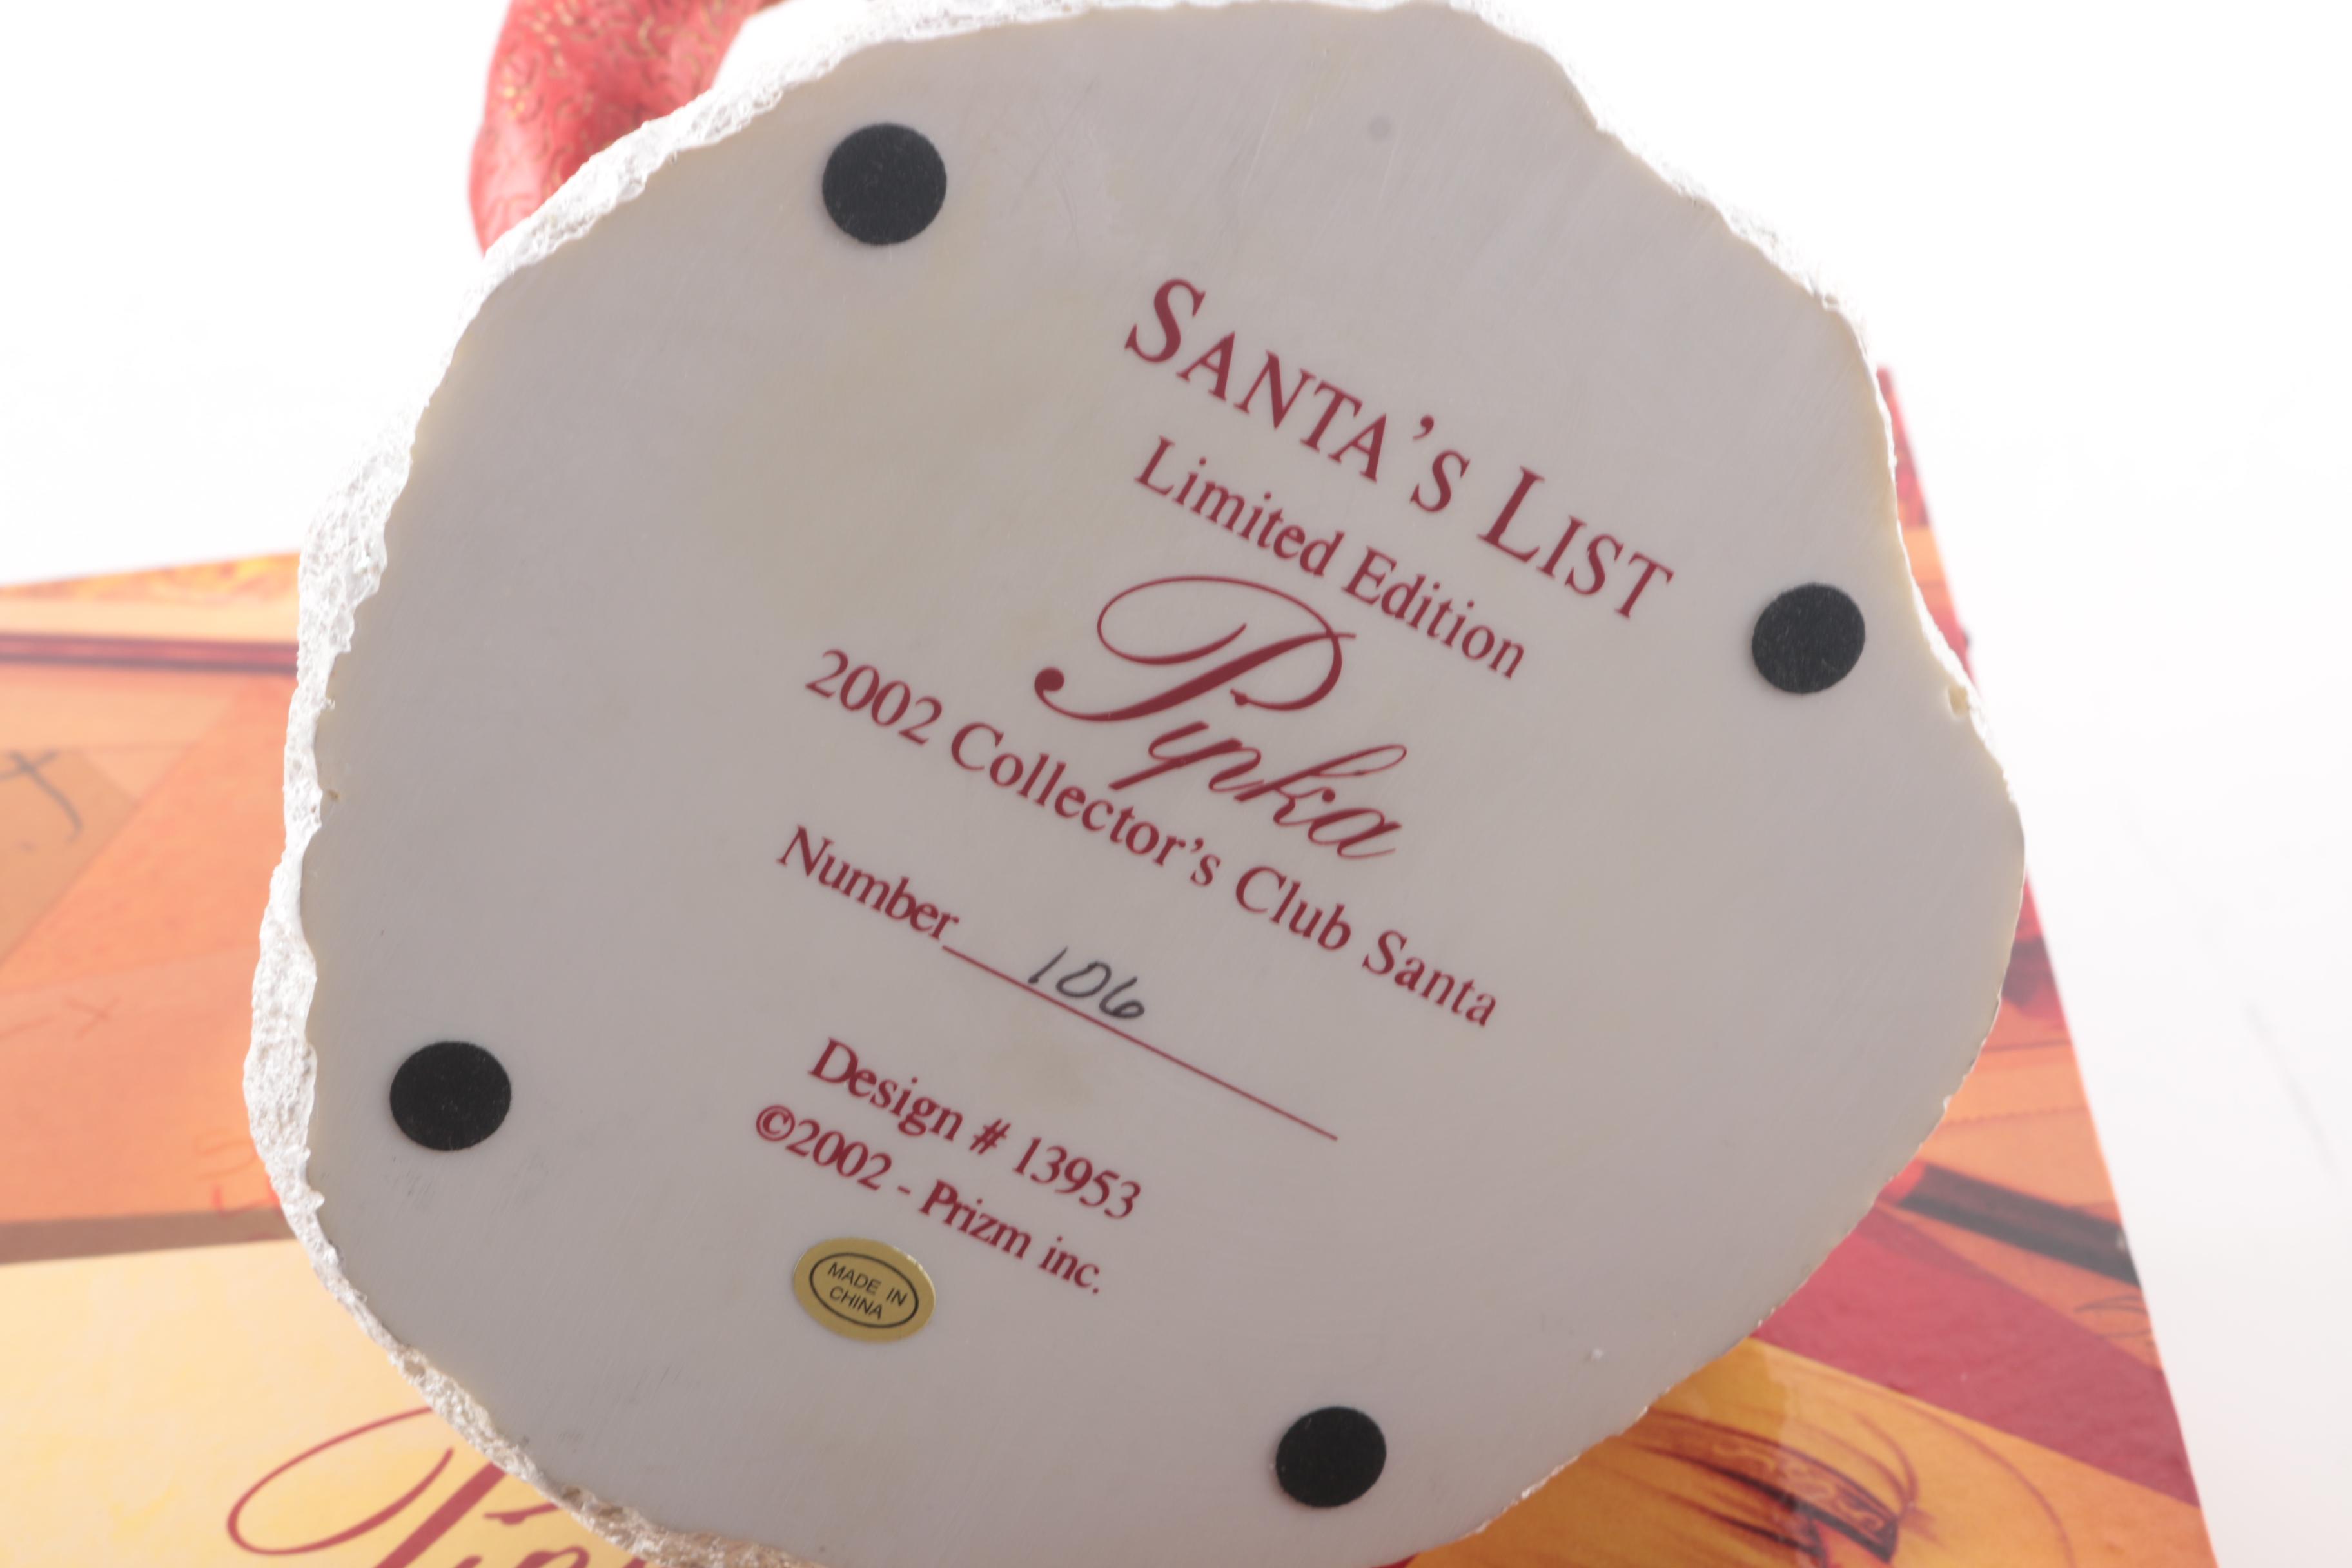 SANTA'S LIST
Limited Edition
Pipka
2002 Collector's Club Santa
Number 106
Design # 13953
©2002 - Prizm inc.
MADE IN
CHINA